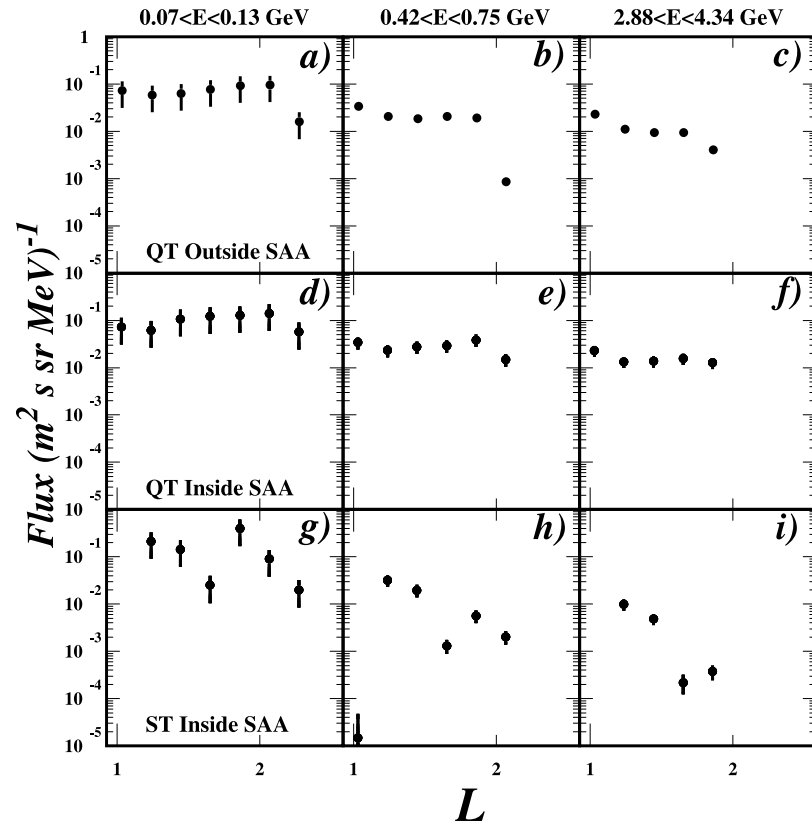 0.07<E<0.13 GeV 0.42<E<0.75 GeV 2.88<E<4.34 GeV
1
a) b) c)
10⁻¹
10⁻²
10⁻³
10⁻⁴
10⁻⁵
QT Outside SAA
10
d) e) f)
10⁻¹
10⁻²
10⁻³
10⁻⁴
10⁻⁵
QT Inside SAA
10
g) h) i)
10⁻¹
10⁻²
10⁻³
10⁻⁴
10⁻⁵
ST Inside SAA
10
Flux (m² s sr MeV)⁻¹
1 2 1 2 1 2
L